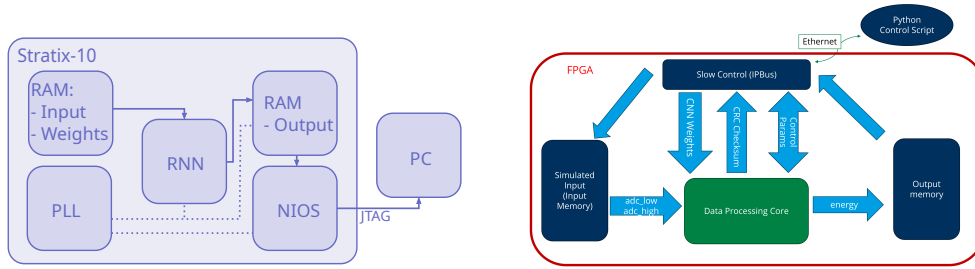 Stratix-10
RAM:
- Input
- Weights
RNN
PLL
RAM
- Output
NIOS
PC
JTAG
Python
Control Script
Ethernet
FPGA
Slow Control (IPBus)
CNN Weights
CRC Checksum
Control
Params
Simulated
Input
(Input
Memory)
adc_low
adc_high
Data Processing Core
energy
Output
memory